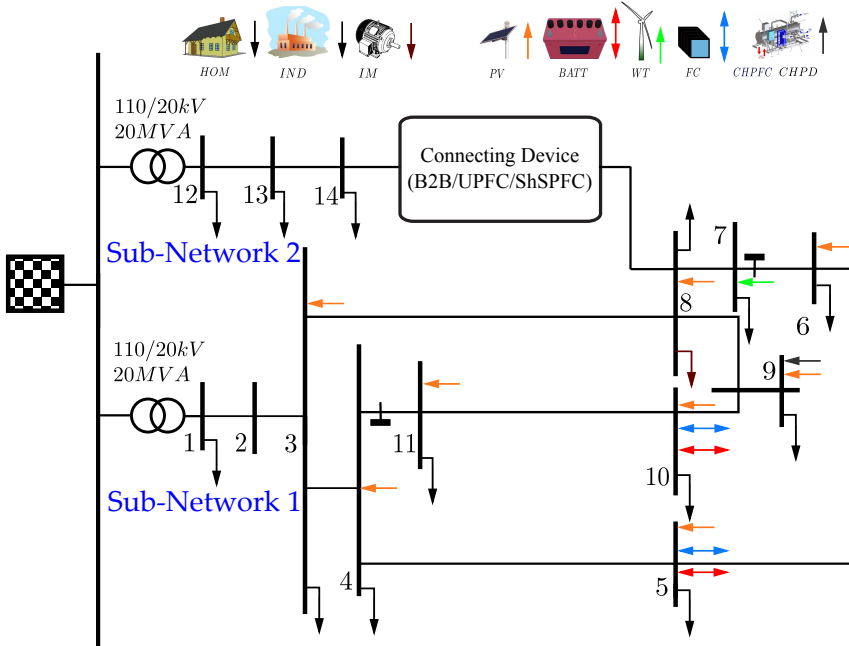 HOM
IND
IM
PV
BATT
WT
FC
CHPFC
CHPD
110/20kV
20MVA
12
13
14
Connecting Device
(B2B/UPFC/ShSPFC)
Sub-Network 2
7
8
6
110/20kV
20MVA
9
1
2
3
11
10
Sub-Network 1
4
5